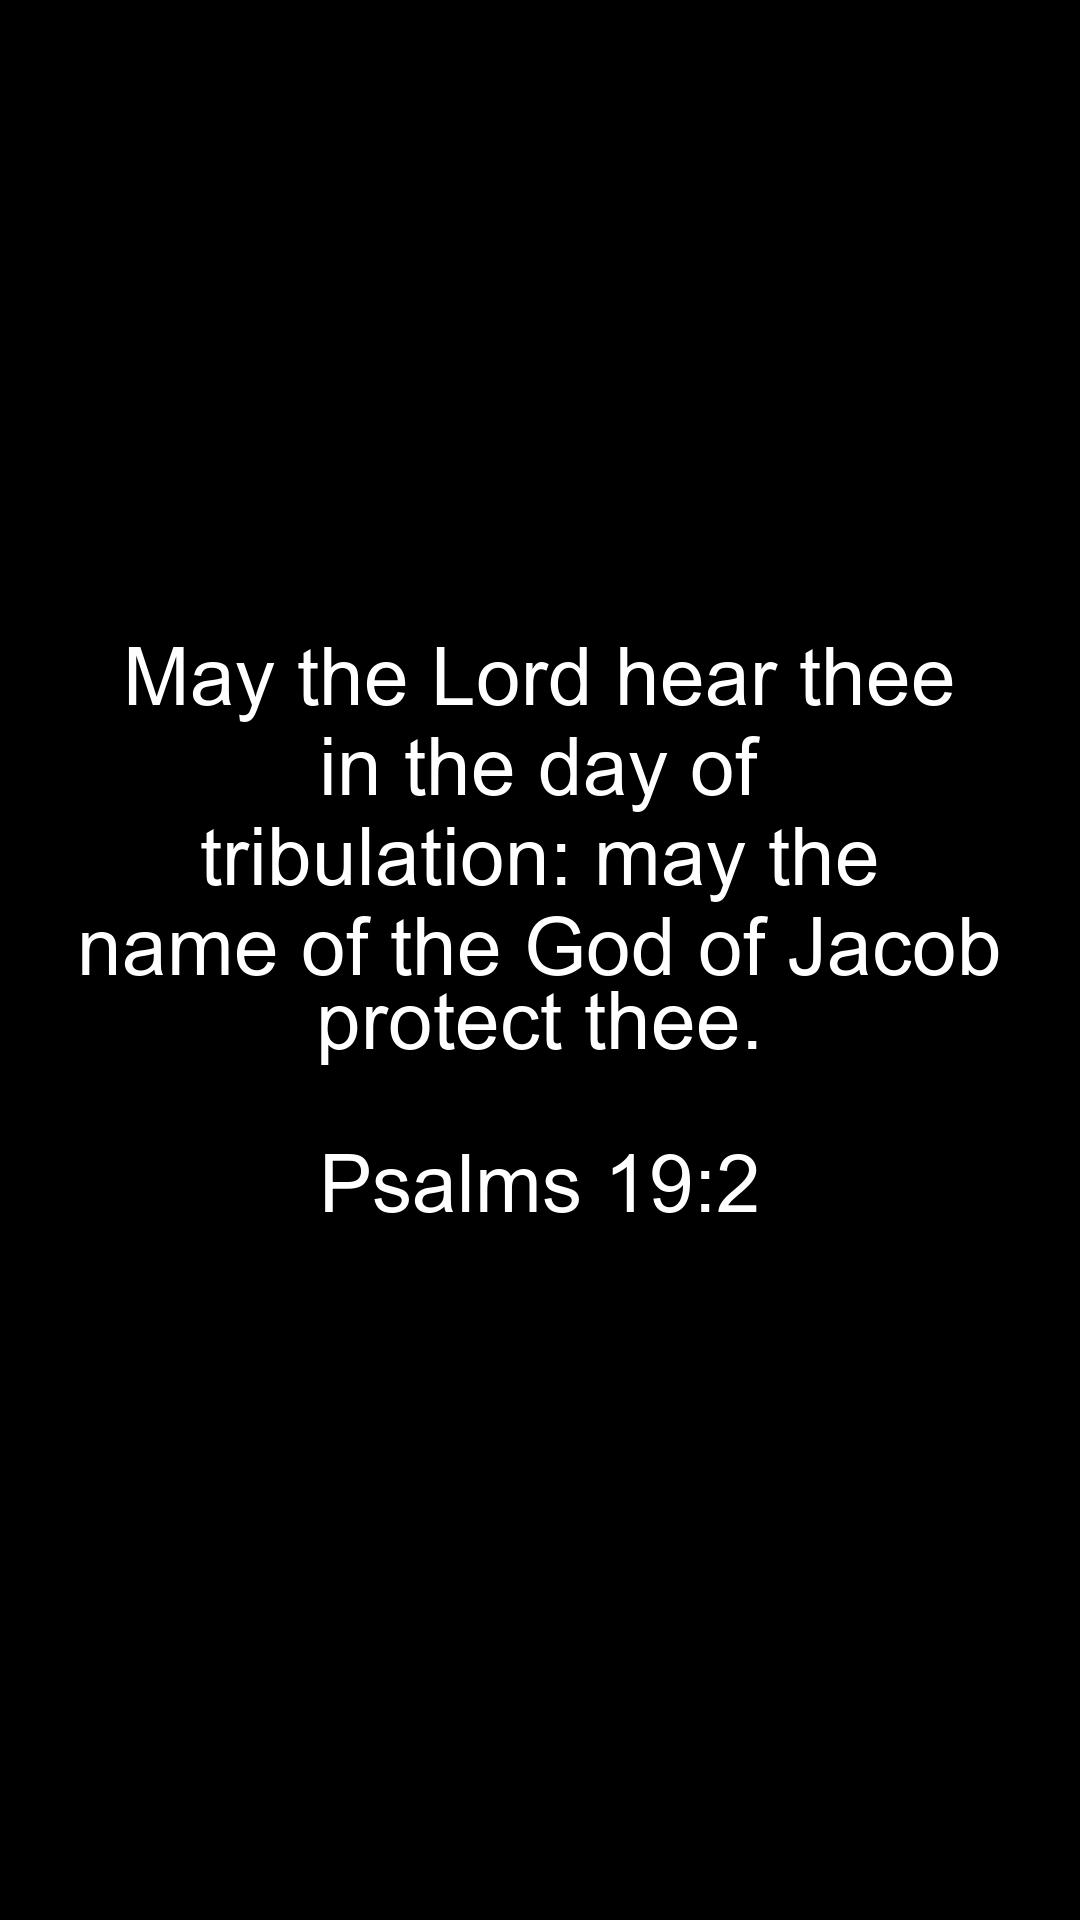 May the Lord hear thee
in the day of
tribulation: may the
name of the God of Jacob
protect thee.
Psalms 19:2